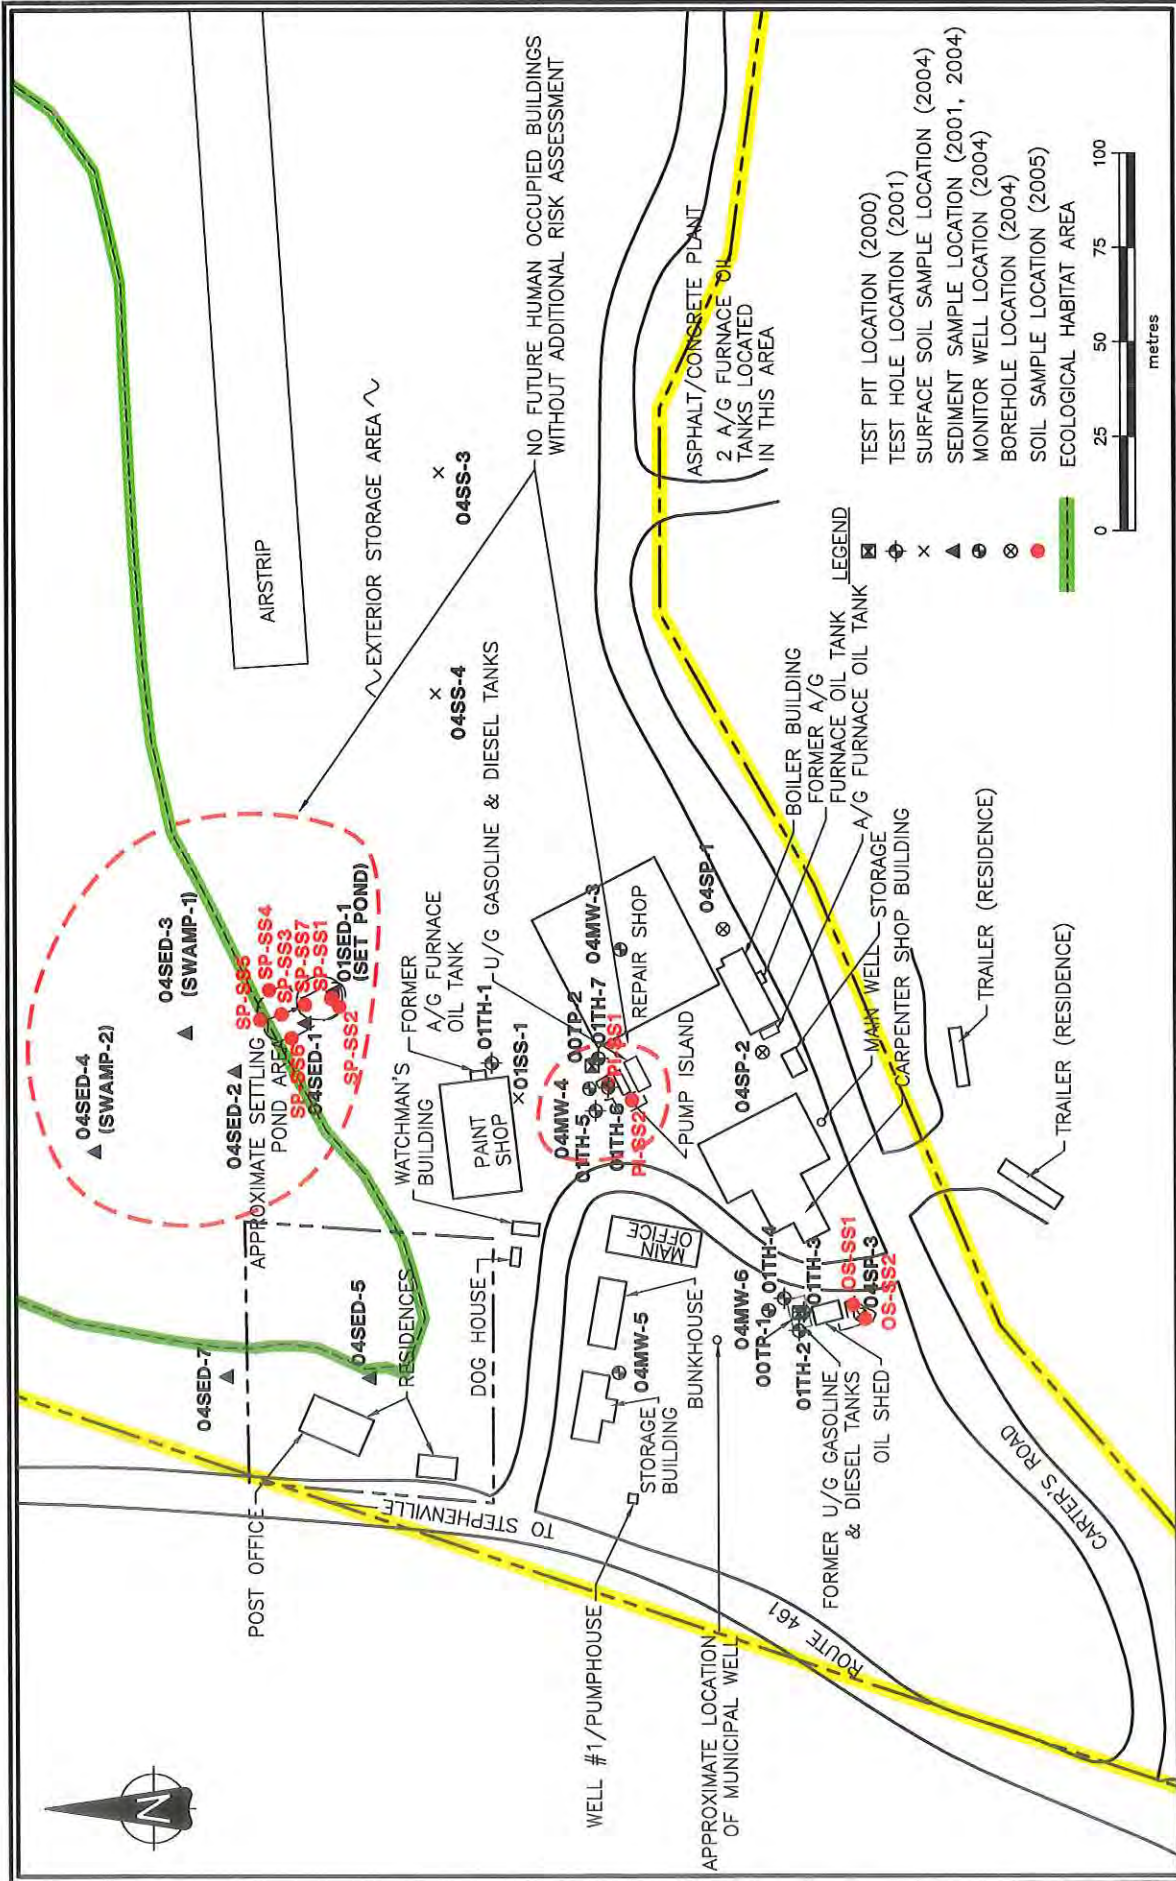 N
POST OFFICE
TO STEPHENVILLE
WELL #1/PUMPHOUSE
APPROXIMATE LOCATION
OF MUNICIPAL WELL
ROUTE 461
CARTER'S ROAD
04SED-7
04SED-5
RESIDENCES
DOG HOUSE
WATCHMAN'S
BUILDING
STORAGE
BUILDING
04MW-5
BUNKHOUSE
MAIN
OFFICE
FORMER U/G GASOLINE
& DIESEL TANKS
OIL SHED
04MW-6
00TP-1
01TH-4
01TH-2
01TH-3
OS-SS1
04SP-3
OS-SS2
04SED-4
(SWAMP-2)
04SED-3
(SWAMP-1)
04SED-2
APPROXIMATE SETTLING
POND AREA
SP-SS5
SP-SS4
SP-SS3
SP-SS7
SP-SS1
SP-SS6
04SED-1
SP-SS2
01SED-1
(SET POND)
FORMER
A/G FURNACE
OIL TANK
PAINT
SHOP
01TH-1
01SS-1
U/G GASOLINE & DIESEL TANKS
04MW-4
00TP-2
01TH-5
01TH-7
04MW-3
01TH-6
PI-SS1
PI-SS2
REPAIR SHOP
PUMP ISLAND
04SP-2
04SP-1
BOILER BUILDING
FORMER A/G
FURNACE OIL TANK
A/G FURNACE OIL TANK
STORAGE
MAIN WELL
CARPENTER SHOP BUILDING
TRAILER (RESIDENCE)
TRAILER (RESIDENCE)
AIRSTRIP
EXTERIOR STORAGE AREA
04SS-4
04SS-3
NO FUTURE HUMAN OCCUPIED BUILDINGS
WITHOUT ADDITIONAL RISK ASSESSMENT
ASPHALT/CONCRETE PLANT
2 A/G FURNACE OIL
TANKS LOCATED
IN THIS AREA
LEGEND
TEST PIT LOCATION (2000)
TEST HOLE LOCATION (2001)
SURFACE SOIL SAMPLE LOCATION (2004)
SEDIMENT SAMPLE LOCATION (2001, 2004)
MONITOR WELL LOCATION (2004)
BOREHOLE LOCATION (2004)
SOIL SAMPLE LOCATION (2005)
ECOLOGICAL HABITAT AREA
0 25 50 75 100
metres